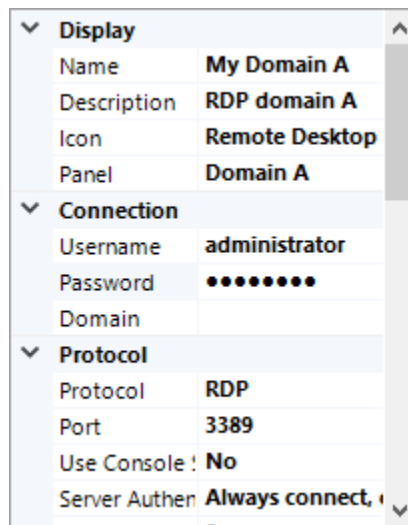 Display
Name My Domain A
Description RDP domain A
Icon Remote Desktop
Panel Domain A
Connection
Username administrator
Password ●●●●●●●●
Domain
Protocol
Protocol RDP
Port 3389
Use Console No
Server Authen Always connect,